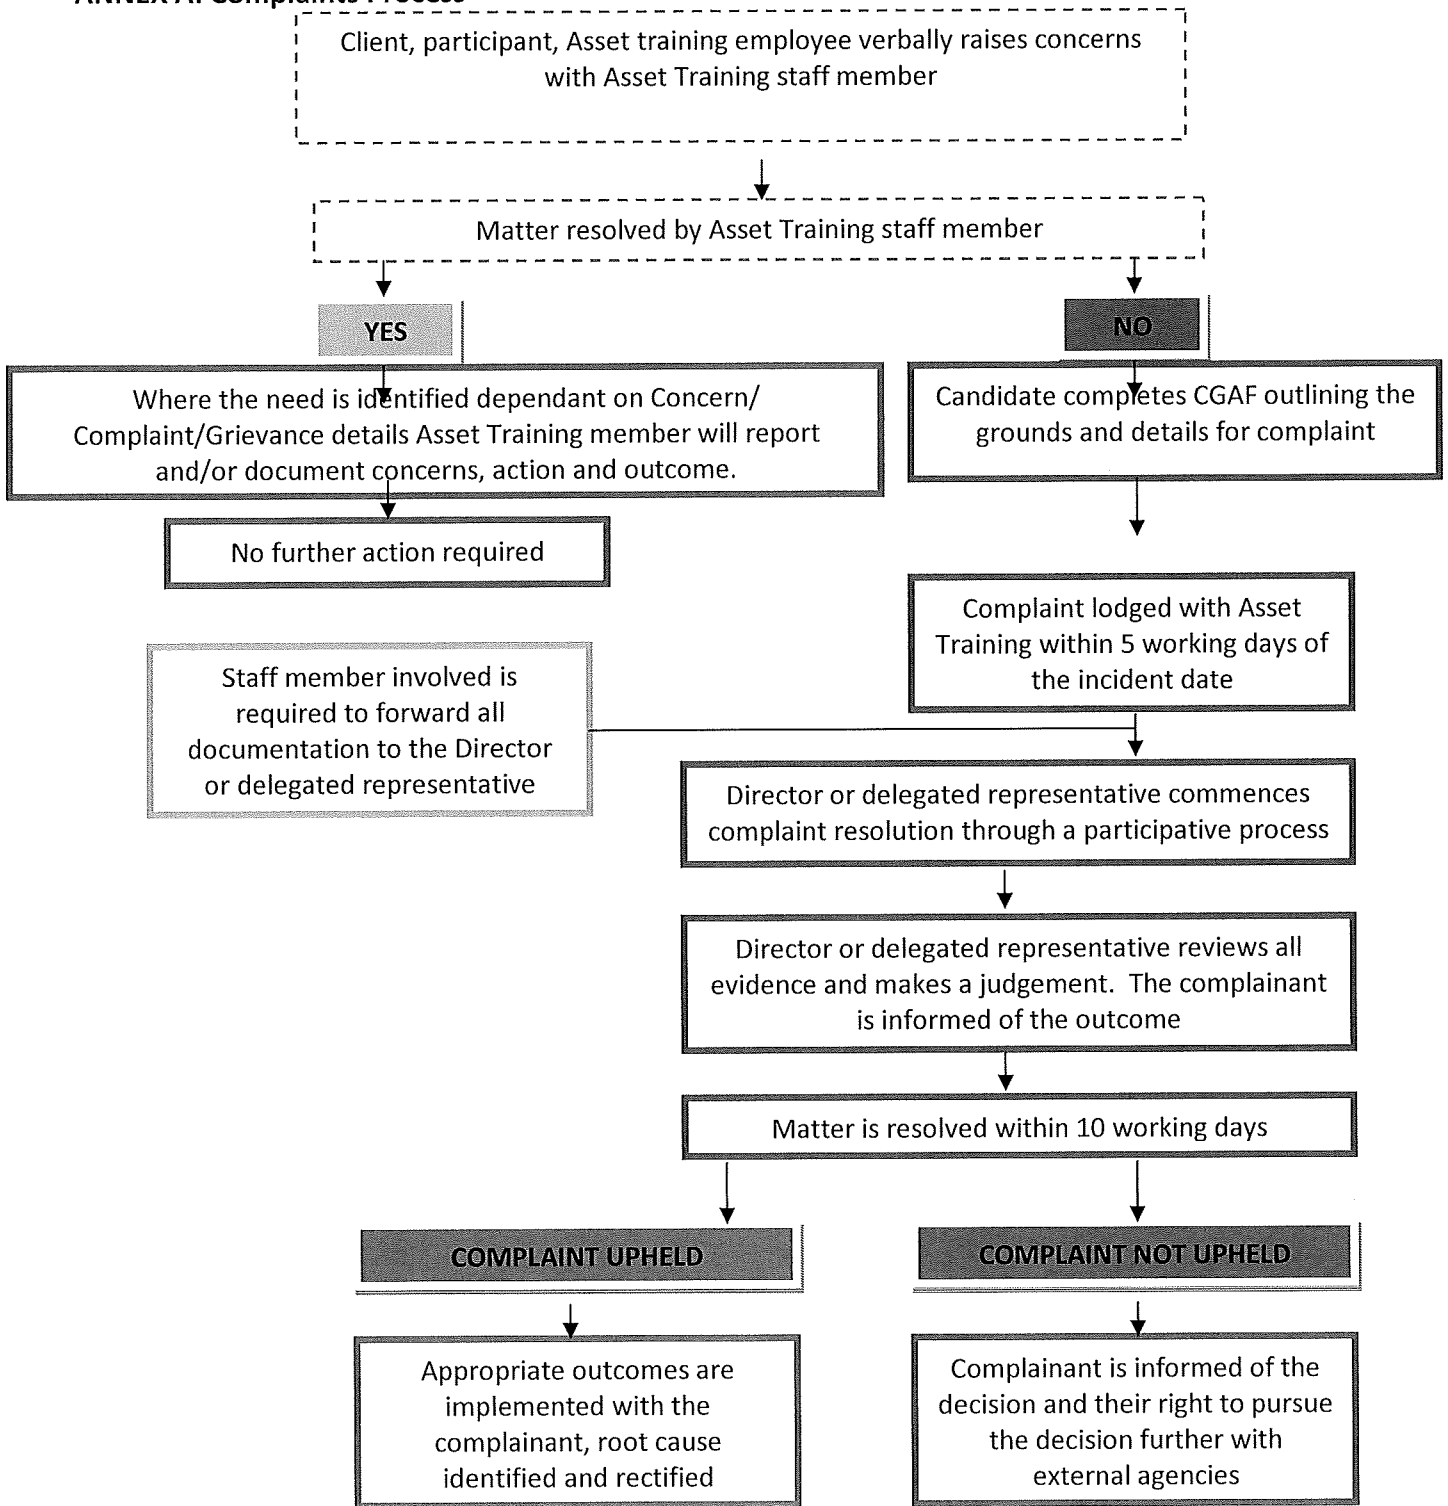 ANNEX A: Complaints Process
Client, participant, Asset training employee verbally raises concerns
with Asset Training staff member
Matter resolved by Asset Training staff member
YES
NO
Where the need is identified dependant on Concern/
Complaint/Grievance details Asset Training member will report
and/or document concerns, action and outcome.
Candidate completes CGAF outlining the
grounds and details for complaint
No further action required
Complaint lodged with Asset
Training within 5 working days of
the incident date
Staff member involved is
required to forward all
documentation to the Director
or delegated representative
Director or delegated representative commences
complaint resolution through a participative process
Director or delegated representative reviews all
evidence and makes a judgement.  The complainant
is informed of the outcome
Matter is resolved within 10 working days
COMPLAINT UPHELD
COMPLAINT NOT UPHELD
Appropriate outcomes are
implemented with the
complainant, root cause
identified and rectified
Complainant is informed of the
decision and their right to pursue
the decision further with
external agencies